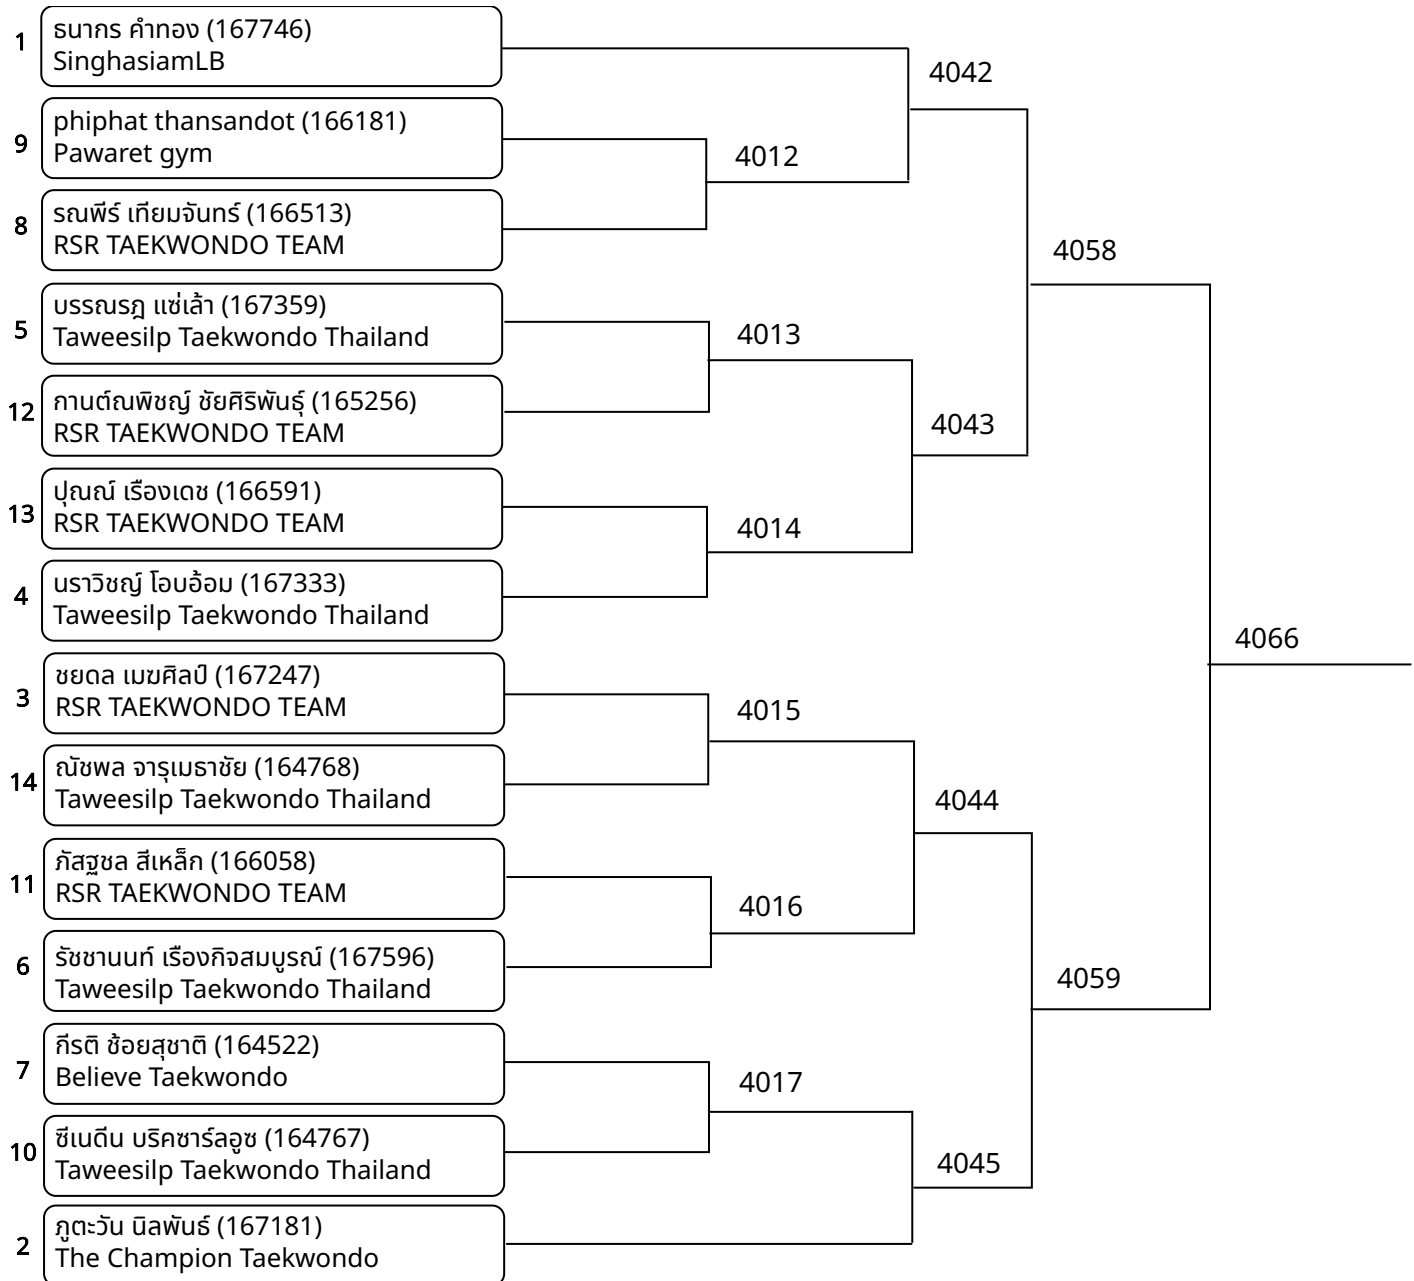 1
ธนากร คำทอง (167746)
SinghasiamLB
9
phiphat thansandot (166181)
Pawaret gym
8
รณพีร์ เทียมจันทร์ (166513)
RSR TAEKWONDO TEAM
5
บรรณรฎ แซ่เล้า (167359)
Taweesilp Taekwondo Thailand
12
กานต์ณพิชญ์ ชัยศิริพันธุ์ (165256)
RSR TAEKWONDO TEAM
13
ปุณณ์ เรืองเดช (166591)
RSR TAEKWONDO TEAM
4
นราวิชญ์ โอบอ้อม (167333)
Taweesilp Taekwondo Thailand
3
ชยดล เมฆศิลป์ (167247)
RSR TAEKWONDO TEAM
14
ณัชพล จารุเมธาชัย (164768)
Taweesilp Taekwondo Thailand
11
ภัสฐชล สีเหล็ก (166058)
RSR TAEKWONDO TEAM
6
รัชชานนท์ เรืองกิจสมบูรณ์ (167596)
Taweesilp Taekwondo Thailand
7
กีรติ ช้อยสุชาติ (164522)
Believe Taekwondo
10
ซีเนดีน บริคซาร์ลอูซ (164767)
Taweesilp Taekwondo Thailand
2
ภูตะวัน นิลพันธ์ (167181)
The Champion Taekwondo
4012
4013
4014
4015
4016
4017
4042
4043
4044
4045
4058
4059
4066